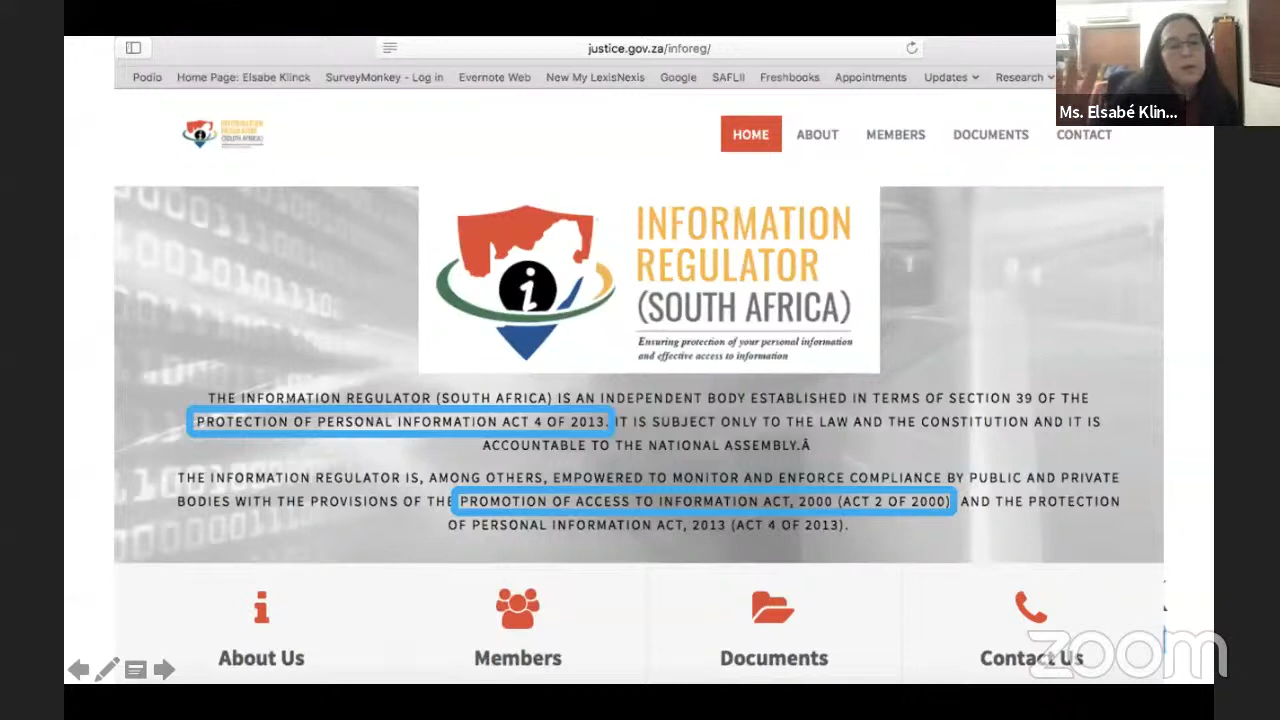 justice.gov.za/inforeg/
Podio Home Page: Elsabe Klinck SurveyMonkey - Log in Evernote Web New My LexisNexis Google SAFLII Freshbooks Appointments Updates Research
Ms. Elsabé Klin...
INFORMATION
REGULATOR
(SOUTH AFRICA)
HOME ABOUT MEMBERS DOCUMENTS CONTACT
INFORMATION
REGULATOR
(SOUTH AFRICA)
Ensuring protection of your personal information
and effective access to information
THE INFORMATION REGULATOR (SOUTH AFRICA) IS AN INDEPENDENT BODY ESTABLISHED IN TERMS OF SECTION 39 OF THE
PROTECTION OF PERSONAL INFORMATION ACT 4 OF 2013. IT IS SUBJECT ONLY TO THE LAW AND THE CONSTITUTION AND IT IS
ACCOUNTABLE TO THE NATIONAL ASSEMBLY.Â
THE INFORMATION REGULATOR IS, AMONG OTHERS, EMPOWERED TO MONITOR AND ENFORCE COMPLIANCE BY PUBLIC AND PRIVATE
BODIES WITH THE PROVISIONS OF THE PROMOTION OF ACCESS TO INFORMATION ACT, 2000 (ACT 2 OF 2000) AND THE PROTECTION
OF PERSONAL INFORMATION ACT, 2013 (ACT 4 OF 2013).
About Us Members Documents Contact Us
zoom